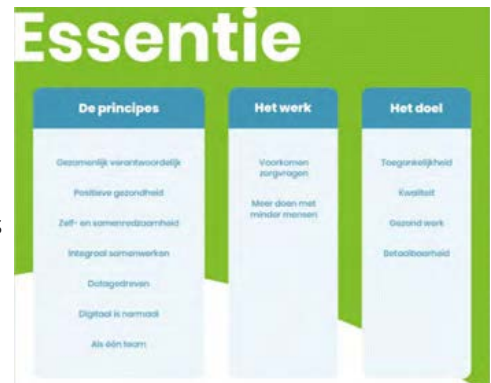 Essentie
De principes
Gezamenlijk verantwoordelijk
Positieve gezondheid
Zelf- en samenredzaamheid
Integraal samenwerken
Datagedreven
Digitaal is normaal
Als één team
Het werk
Voorkomen
zorgvragen
Meer doen met
minder mensen
Het doel
Toegankelijkheid
Kwaliteit
Gezond werk
Betaalbaarheid